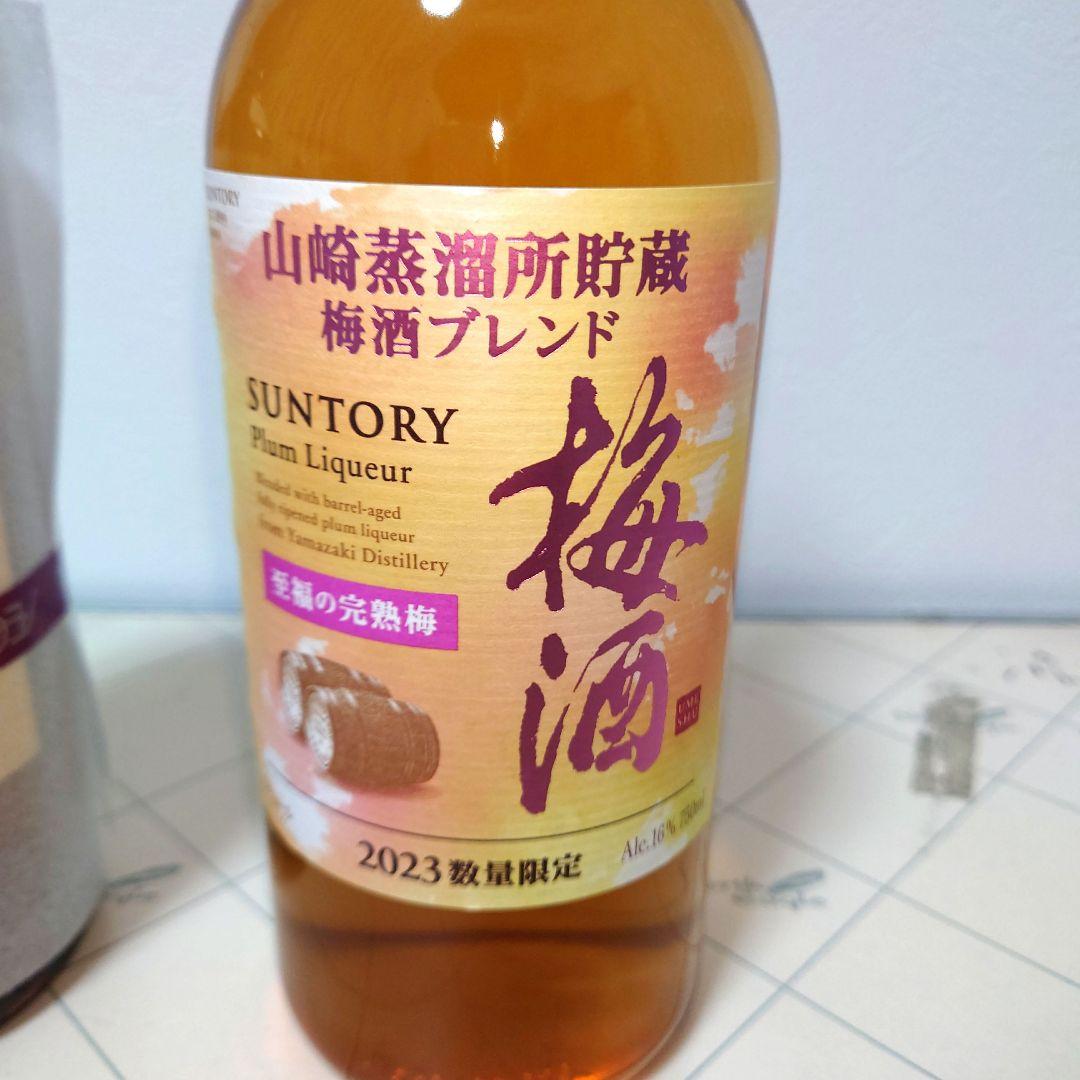 山崎蒸溜所貯蔵
梅酒ブレンド
SUNTORY
Plum Liqueur
Blended with barrel-aged
fully ripened plum liqueur
from Yamazaki Distillery
至福の完熟梅
梅酒
UME
SHU
2023数量限定
Alc.16% 750ml